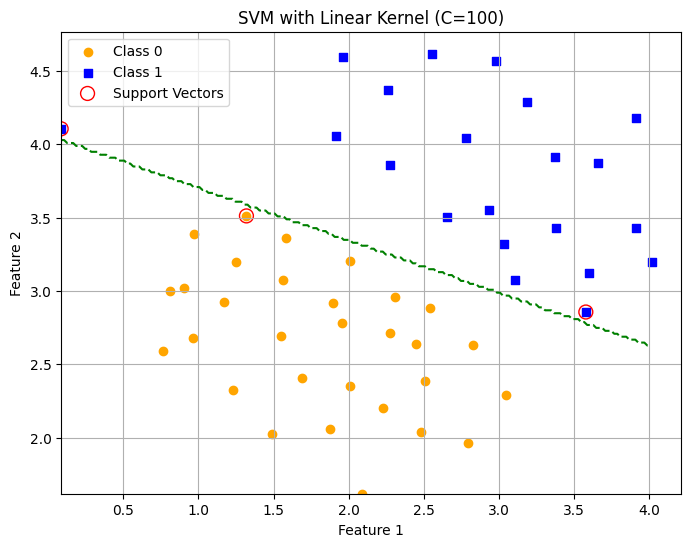 SVM with Linear Kernel (C=100)
Class 0
Class 1
Support Vectors
Feature 2
4.5
4.0
3.5
3.0
2.5
2.0
0.5 1.0 1.5 2.0 2.5 3.0 3.5 4.0
Feature 1